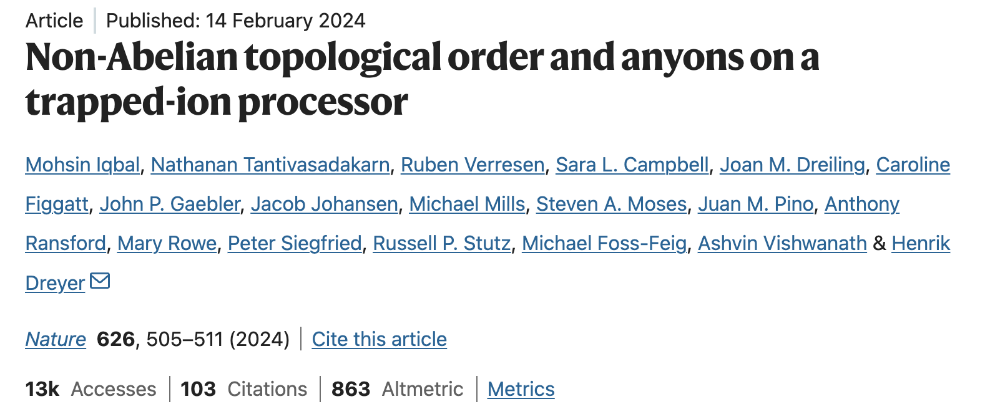 Article | Published: 14 February 2024
Non-Abelian topological order and anyons on a
trapped-ion processor
Mohsin Iqbal, Nathanan Tantivasadakarn, Ruben Verresen, Sara L. Campbell, Joan M. Dreiling, Caroline
Figgatt, John P. Gaebler, Jacob Johansen, Michael Mills, Steven A. Moses, Juan M. Pino, Anthony
Ransford, Mary Rowe, Peter Siegfried, Russell P. Stutz, Michael Foss-Feig, Ashvin Vishwanath & Henrik
Dreyer
Nature 626, 505–511 (2024) | Cite this article
13k Accesses | 103 Citations | 863 Altmetric | Metrics